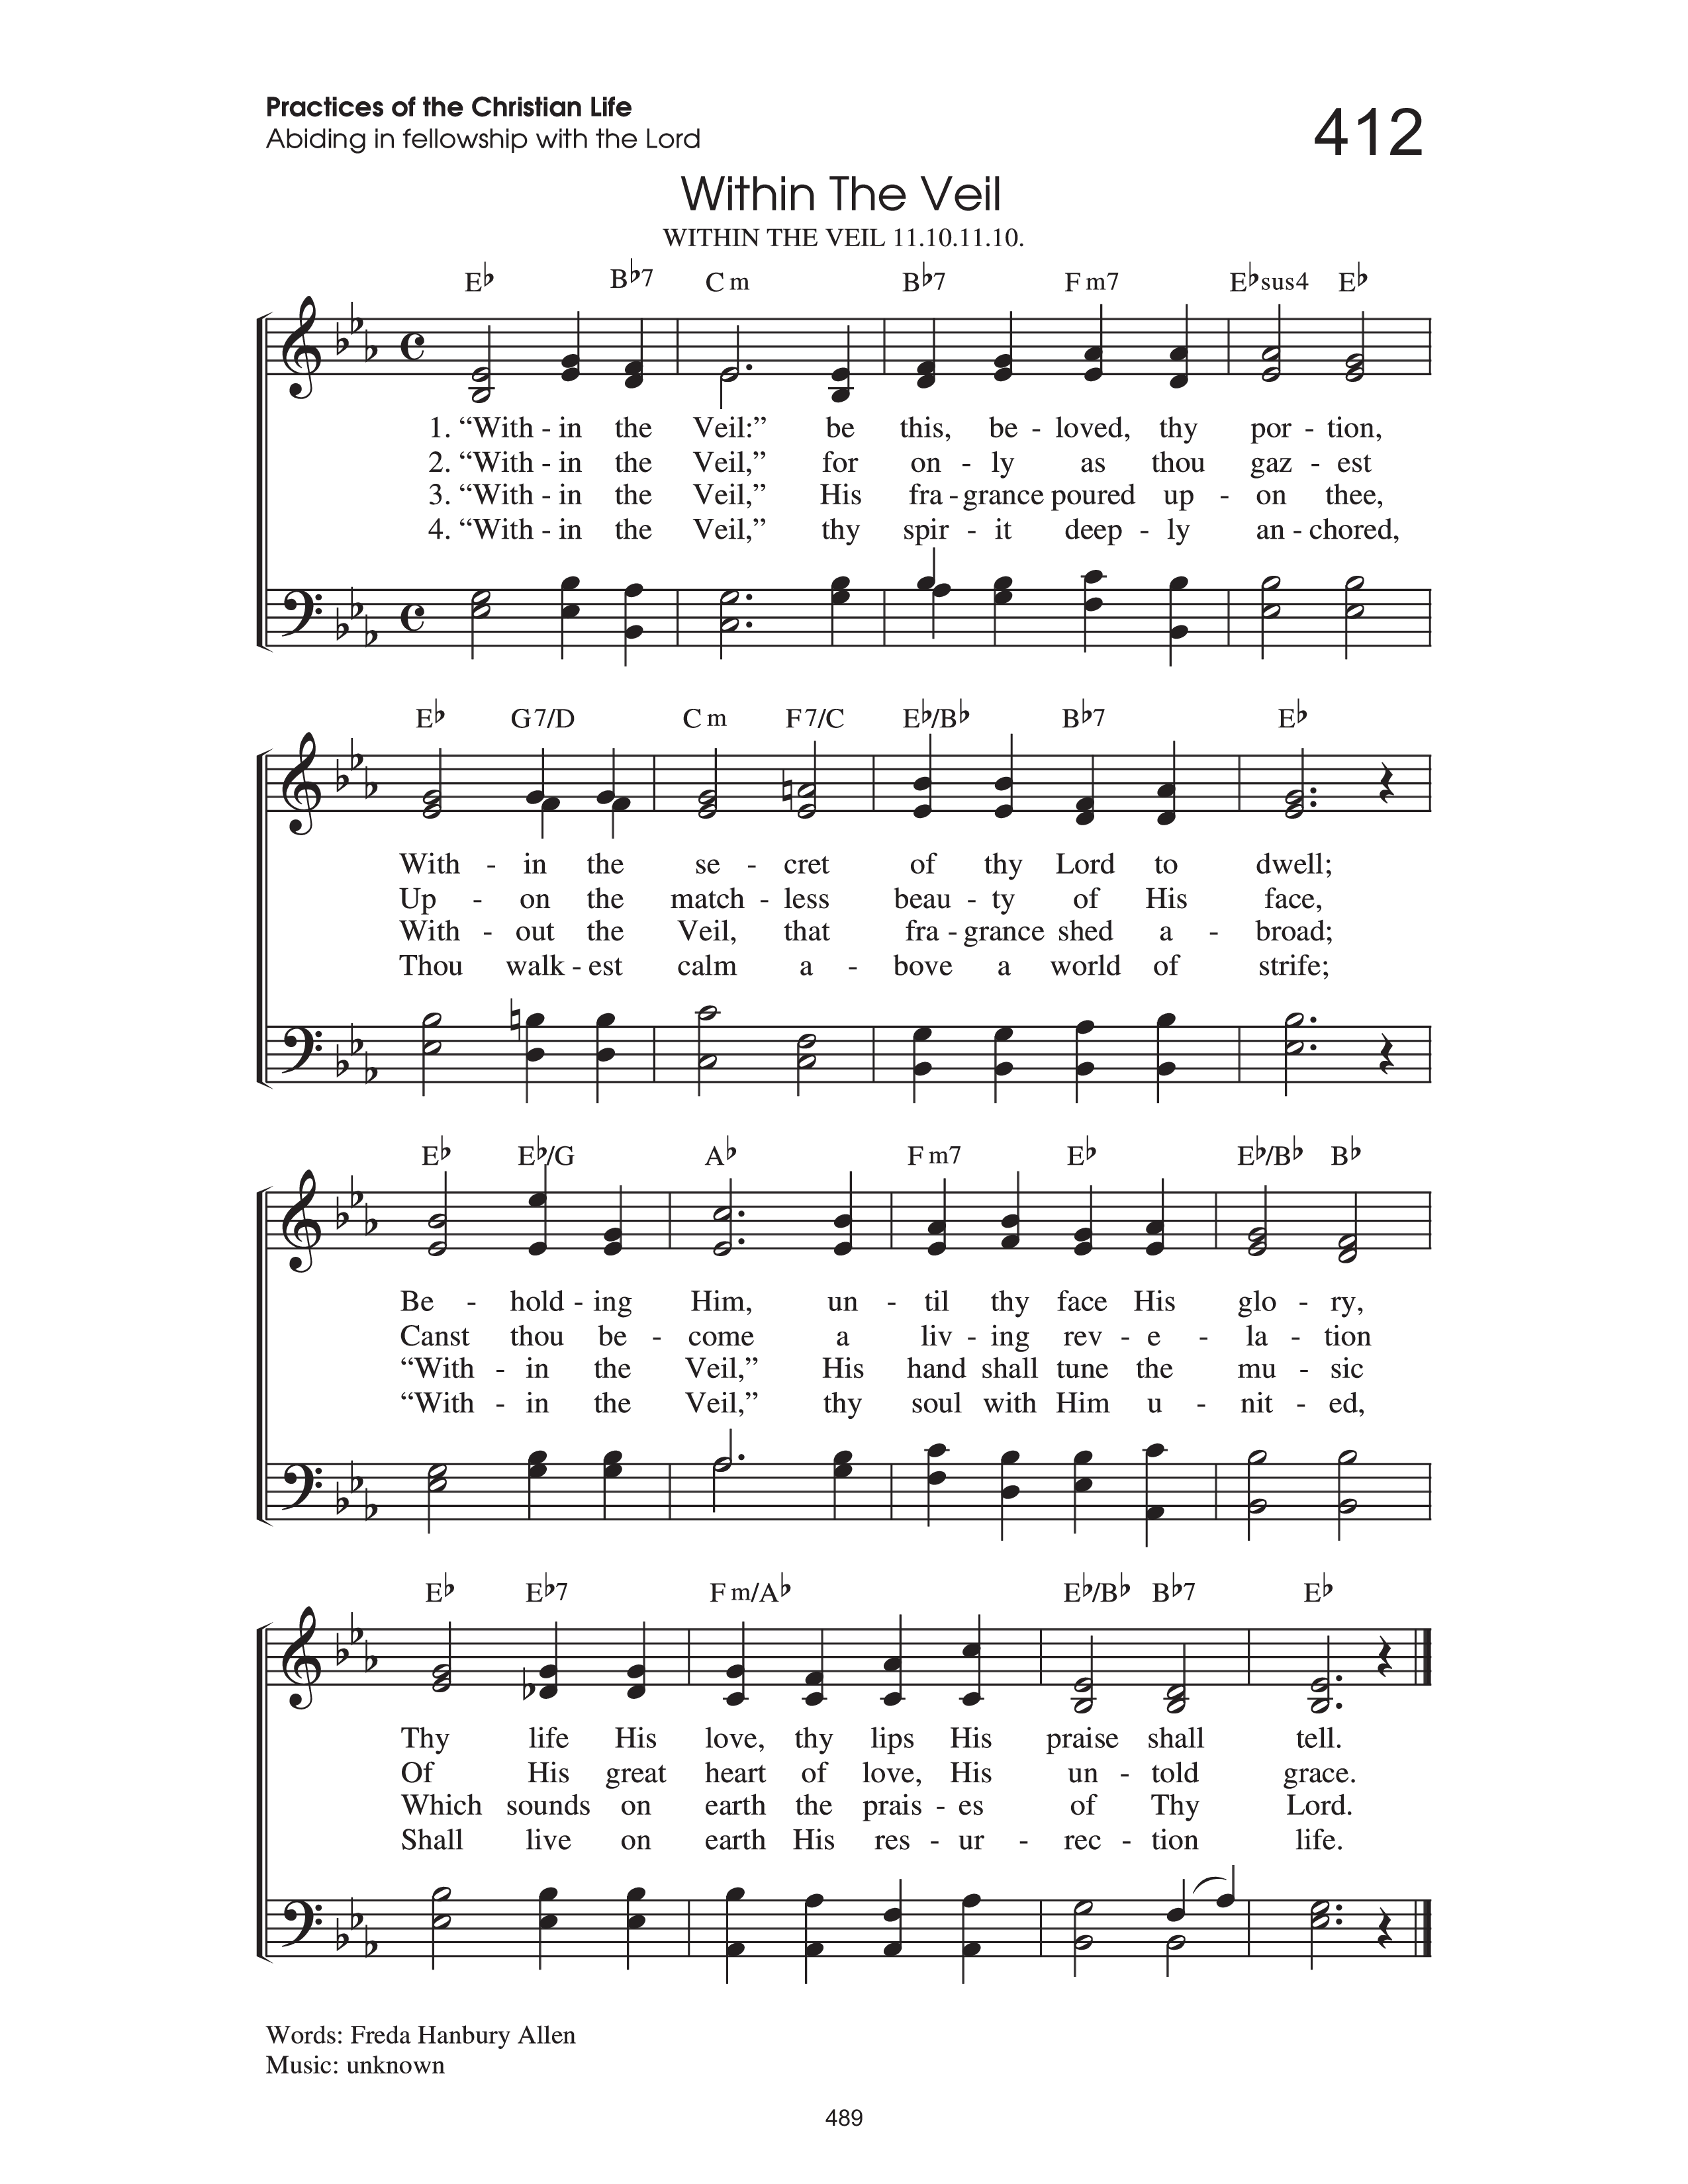 Practices of the Christian Life
Abiding in fellowship with the Lord
412
Within The Veil
WITHIN THE VEIL 11.10.11.10.
E♭ B♭7 C m B♭7 F m7 E♭sus4 E♭
1. “With - in the Veil:” be this, be - loved, thy por - tion,
2. “With - in the Veil,” for on - ly as thou gaz - est
3. “With - in the Veil,” His fra - grance poured up - on thee,
4. “With - in the Veil,” thy spir - it deep - ly an - chored,
E♭ G7/D C m F7/C E♭/B♭ B♭7 E♭
With - in the se - cret of thy Lord to dwell;
Up - on the match - less beau - ty of His face,
With - out the Veil, that fra - grance shed a - broad;
Thou walk - est calm a - bove a world of strife;
E♭ E♭/G A♭ F m7 E♭ E♭/B♭ B♭
Be - hold - ing Him, un - til thy face His glo - ry,
Canst thou be - come a liv - ing rev - e - la - tion
“With - in the Veil,” His hand shall tune the mu - sic
“With - in the Veil,” thy soul with Him u - nit - ed,
E♭ E♭7 F m/A♭ E♭/B♭ B♭7 E♭
Thy life His love, thy lips His praise shall tell.
Of His great heart of love, His un - told grace.
Which sounds on earth the prais - es of Thy Lord.
Shall live on earth His res - ur - rec - tion life.
Words: Freda Hanbury Allen
Music: unknown
489